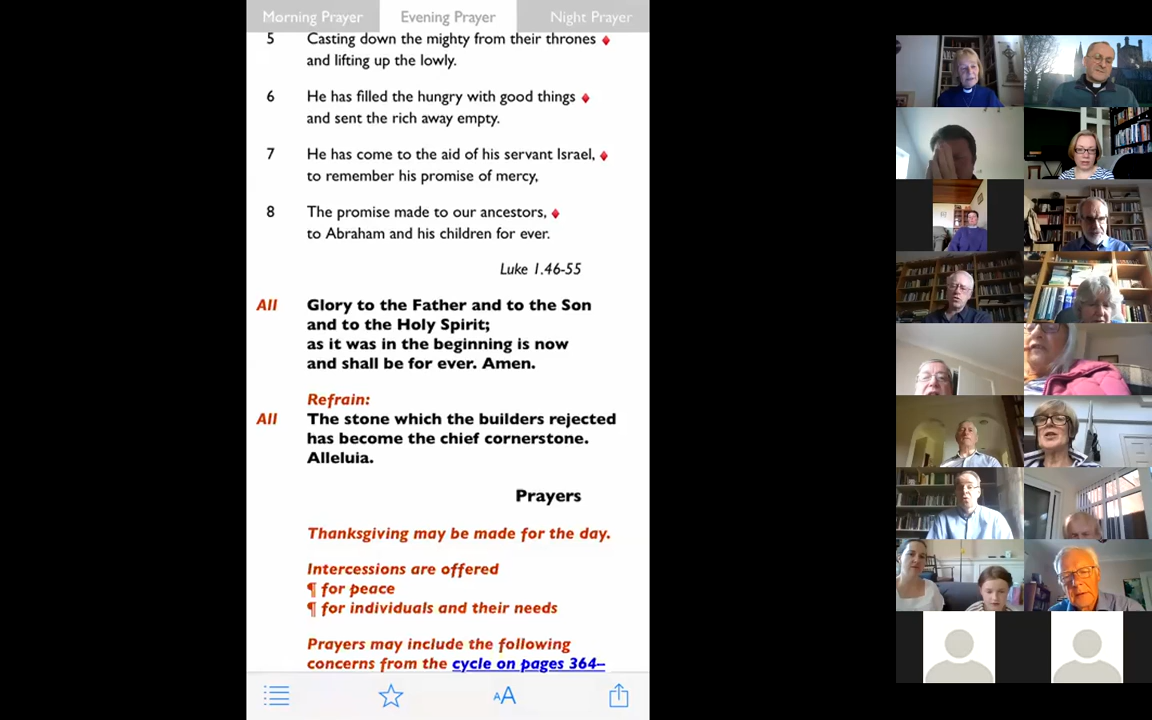 Morning Prayer Evening Prayer Night Prayer
5 Casting down the mighty from their thrones ♦
and lifting up the lowly.
6 He has filled the hungry with good things ♦
and sent the rich away empty.
7 He has come to the aid of his servant Israel, ♦
to remember his promise of mercy,
8 The promise made to our ancestors, ♦
to Abraham and his children for ever.
Luke 1.46-55
All Glory to the Father and to the Son
and to the Holy Spirit;
as it was in the beginning is now
and shall be for ever. Amen.
Refrain:
All The stone which the builders rejected
has become the chief cornerstone.
Alleluia.
Prayers
Thanksgiving may be made for the day.
Intercessions are offered
¶ for peace
¶ for individuals and their needs
Prayers may include the following
concerns from the cycle on pages 364–
AA